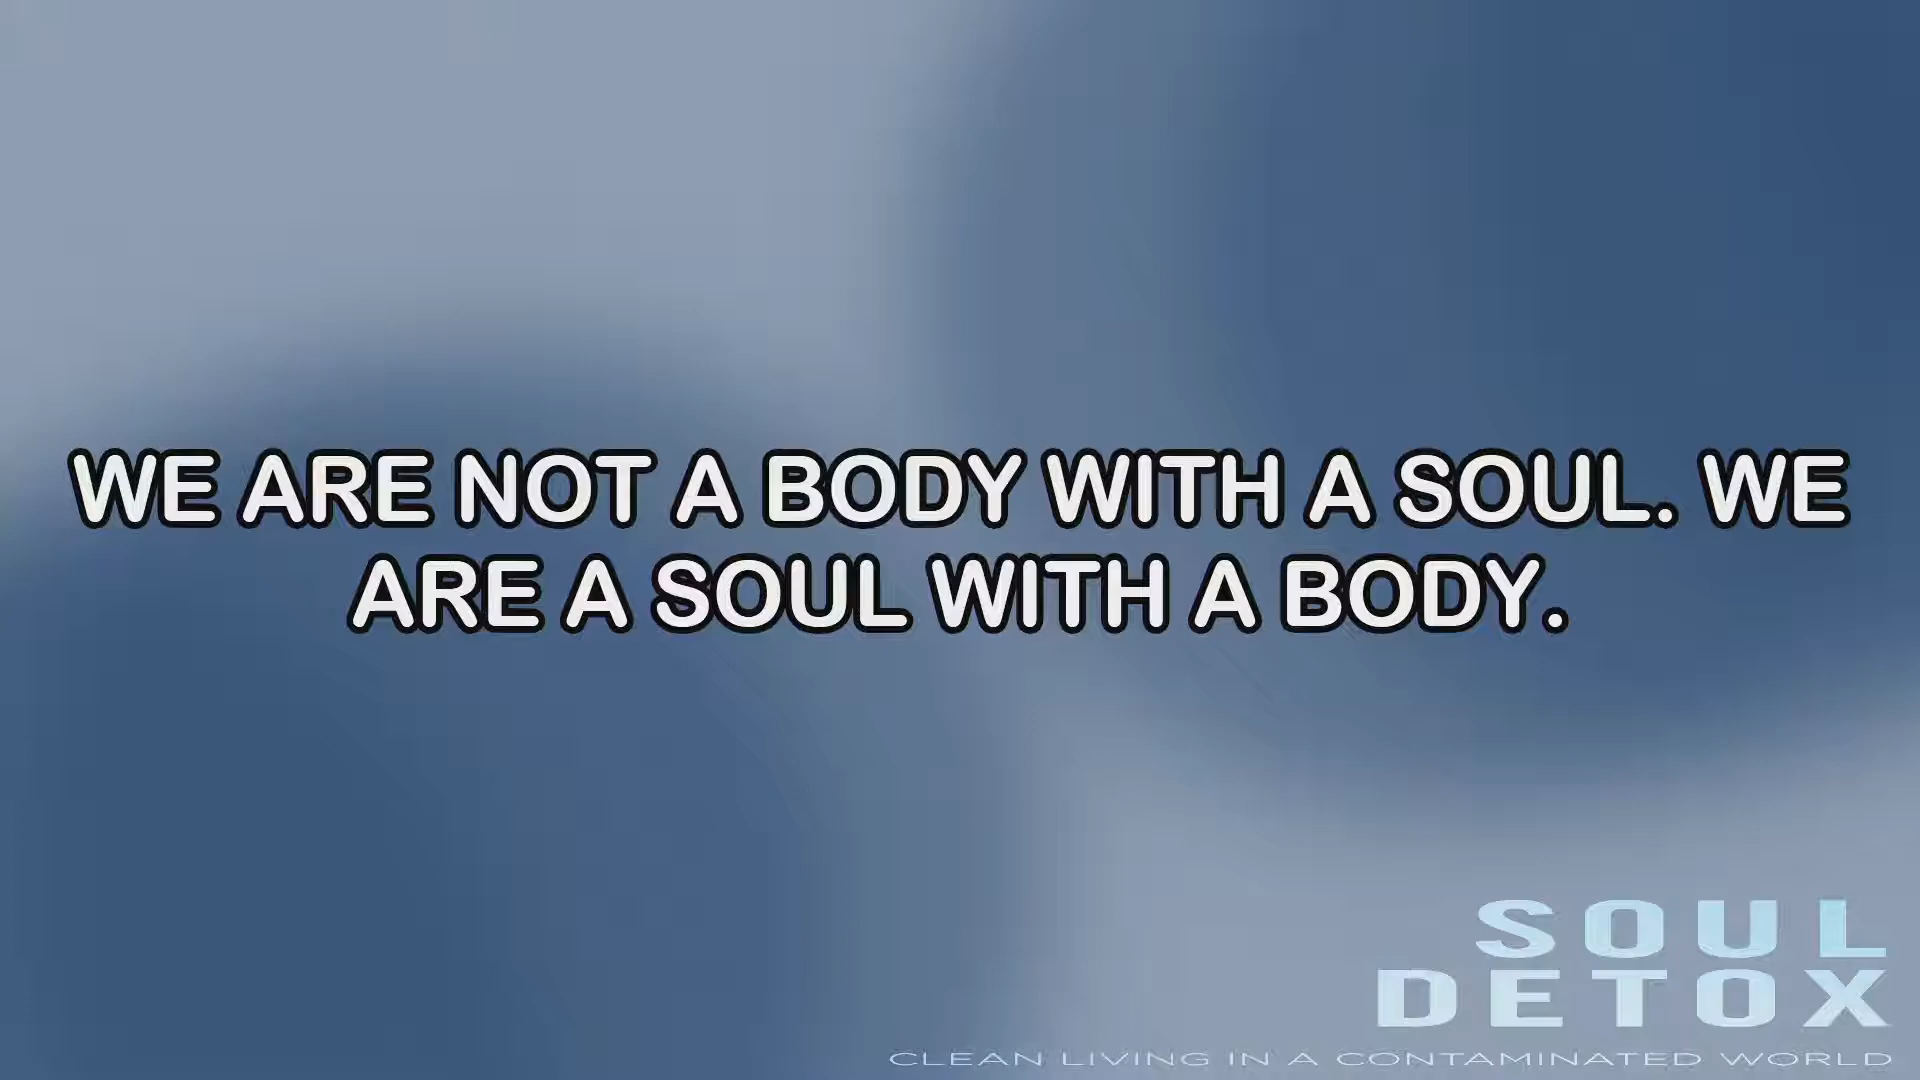 WE ARE NOT A BODY WITH A SOUL. WE
ARE A SOUL WITH A BODY.
SOUL
DETOX
CLEAN LIVING IN A CONTAMINATED WORLD